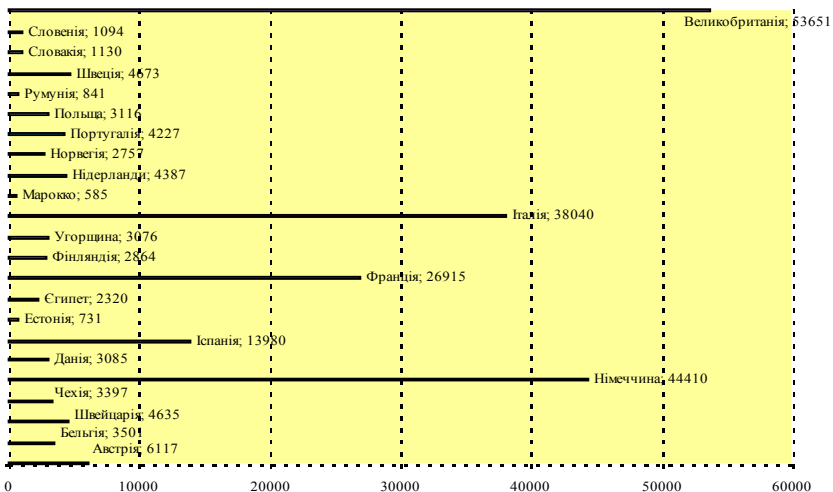 Великобританія; 53651
Словенія; 1094
Словакія; 1130
Швеція; 4673
Румунія; 841
Польща; 3116
Португалія; 4227
Норвегія; 2757
Нідерланди; 4387
Марокко; 585
Італія; 38040
Угорщина; 3076
Фінляндія; 2864
Франція; 26915
Єгипет; 2320
Естонія; 731
Іспанія; 13980
Данія; 3085
Німеччина; 44410
Чехія; 3397
Швейцарія; 4635
Бельгія; 3501
Австрія; 6117
0 10000 20000 30000 40000 50000 60000